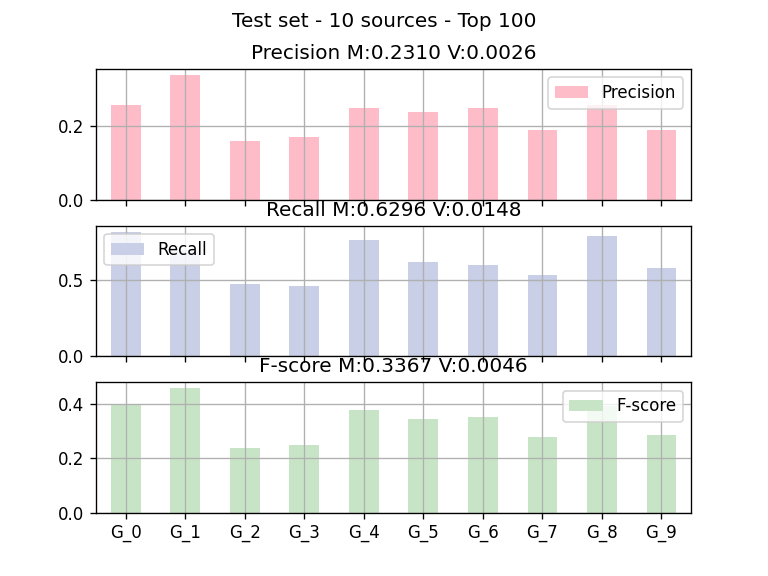 Test set - 10 sources - Top 100
Precision M:0.2310 V:0.0026
Precision
0.2
0.0
Recall M:0.6296 V:0.0148
Recall
0.5
0.0
F-score M:0.3367 V:0.0046
F-score
0.4
0.2
0.0
G_0 G_1 G_2 G_3 G_4 G_5 G_6 G_7 G_8 G_9